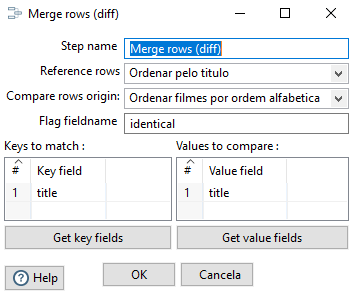 Merge rows (diff)
Step name Merge rows (diff)
Reference rows Ordenar pelo titulo
Compare rows origin: Ordenar filmes por ordem alfabetica
Flag fieldname identical
Keys to match : Values to compare :
# Key field # Value field
1 title 1 title
Get key fields Get value fields
Help OK Cancela